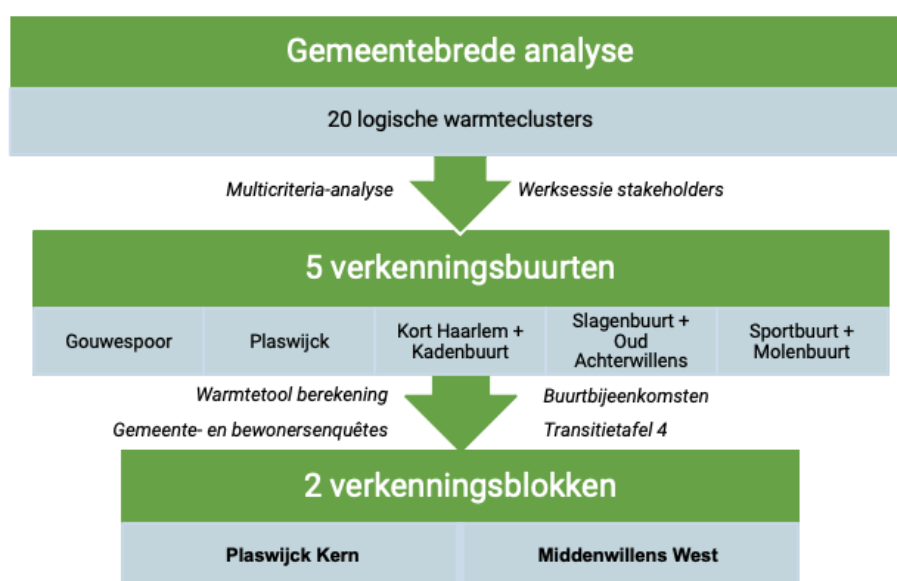 Gemeentebrede analyse
20 logische warmteclusters
Multicriteria-analyse
Werksessie stakeholders
5 verkenningsbuurten
Gouwespoor
Plaswijck
Kort Haarlem +
Kadenbuurt
Slagenbuurt +
Oud
Achterwillens
Sportbuurt +
Molenbuurt
Warmtetool berekening
Buurtbijeenkomsten
Gemeente- en bewonersenquêtes
Transitietafel 4
2 verkenningsblokken
Plaswijck Kern
Middenwillens West